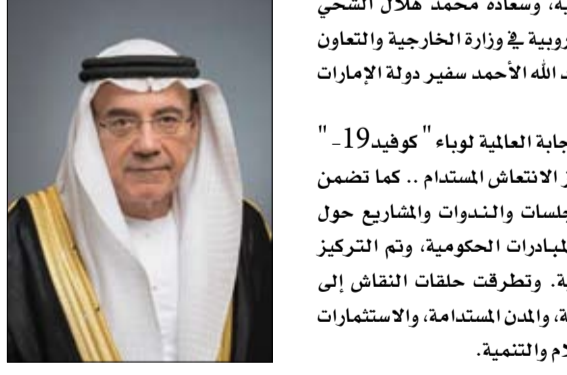 ية، وسعادة محمد هلال الشحي
روبية في وزارة الخارجية والتعاون
د الله الأحمد سفير دولة الإمارات
جابة العالمية لوباء " كوفيد19- "
ز الانتعاش المستدام .. كما تضمن
جلسات والندوات والمشاريع حول
لمبادرات الحكومية، وتم التركيز
ية. وتطرقت حلقات النقاش إلى
ة، والمدن المستدامة، والاستثمارات
لام والتنمية.